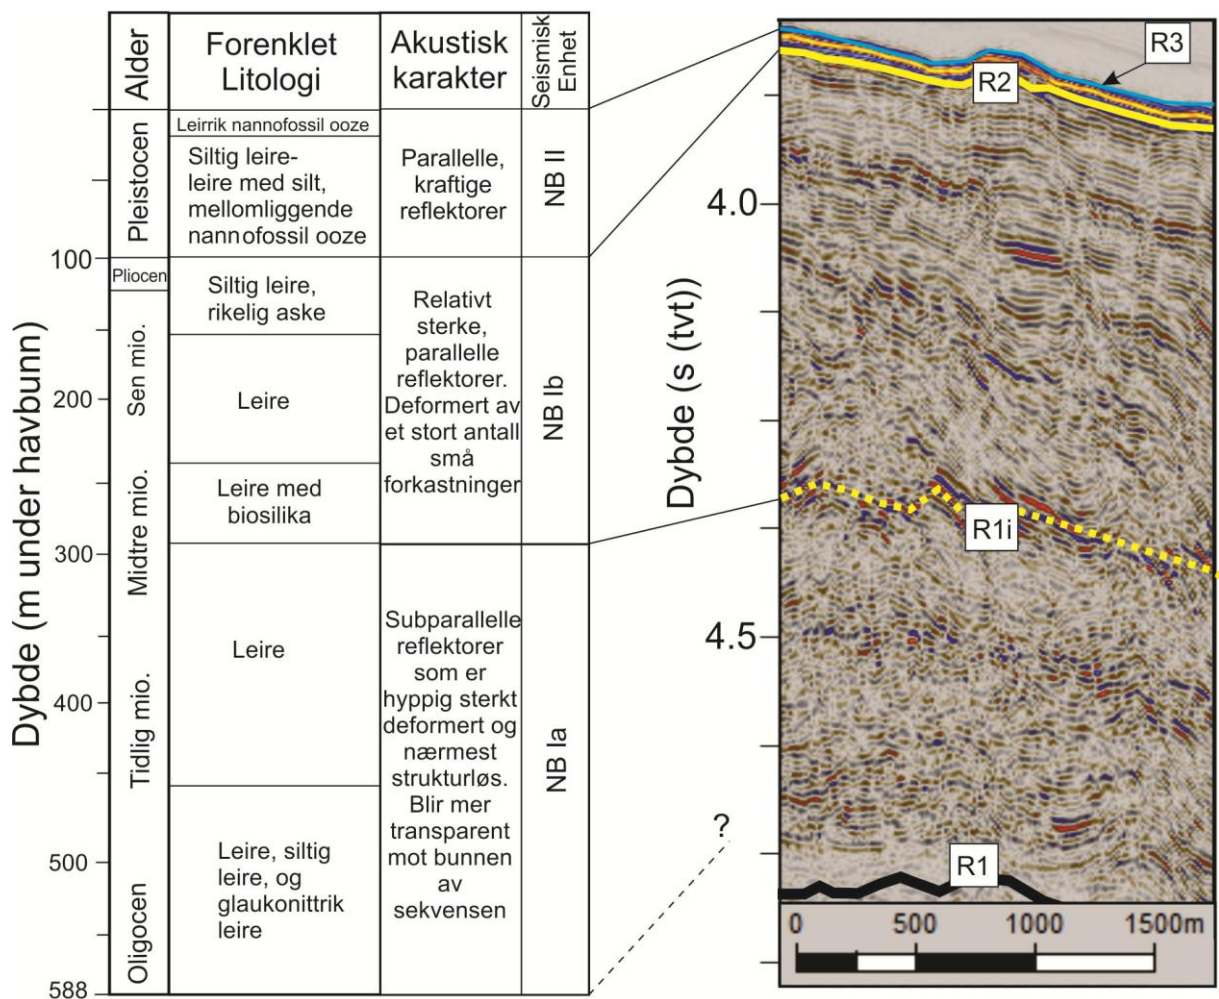 Alder
Forenklet
Litologi
Akustisk
karakter
Seismisk
Enhet
Pleistocen
Leirrik nannofossil ooze
Siltig leire-
leire med silt,
mellomliggende
nannofossil ooze
Parallelle,
kraftige
reflektorer
NB II
Pliocen
Sen mio.
Midtre mio.
Tidlig mio.
Oligocen
Siltig leire,
rikelig aske
Leire
Leire med
biosilika
Relativt
sterke,
parallelle
reflektorer.
Deformert av
et stort antall
små
forkastninger
NB Ib
Leire
Leire, siltig
leire, og
glaukonittrik
leire
Subparallelle
reflektorer
som er
hyppig sterkt
deformert og
nærmest
strukturløs.
Blir mer
transparent
mot bunnen
av
sekvensen
NB Ia
Dybde (m under havbunn)
100
200
300
400
500
588
?
Dybde (s (tvt))
4.0
4.5
R3
R2
R1i
R1
0 500 1000 1500m